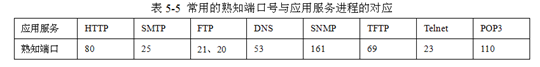 表 5-5 常用的熟知端口号与应用服务进程的对应
应用服务 HTTP SMTP FTP DNS SNMP TFTP Telnet POP3
熟知端口 80 25 21、20 53 161 69 23 110